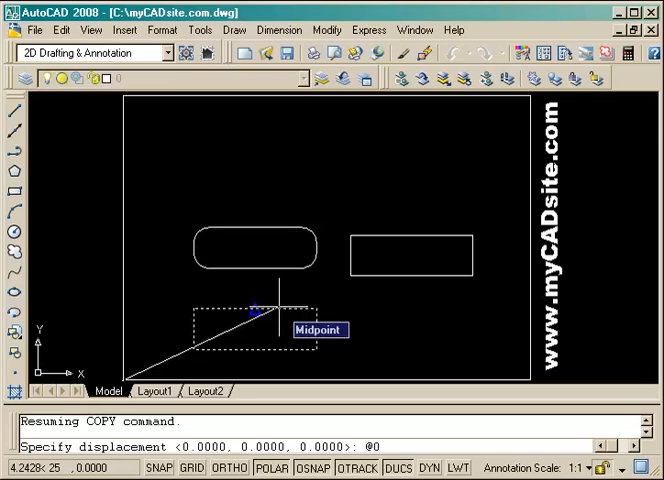 AutoCAD 2008 - [C:\myCADsite.com.dwg]
File Edit View Insert Format Tools Draw Dimension Modify Express Window Help
2D Drafting & Annotation
0
www.myCADsite.com
Midpoint
Y
X
Model Layout1 Layout2
Resuming COPY command.
Specify displacement <0.0000, 0.0000, 0.0000>: @0
4.2428< 25 ,0.0000 SNAP GRID ORTHO POLAR OSNAP OTRACK DUCS DYN LWT Annotation Scale: 1:1